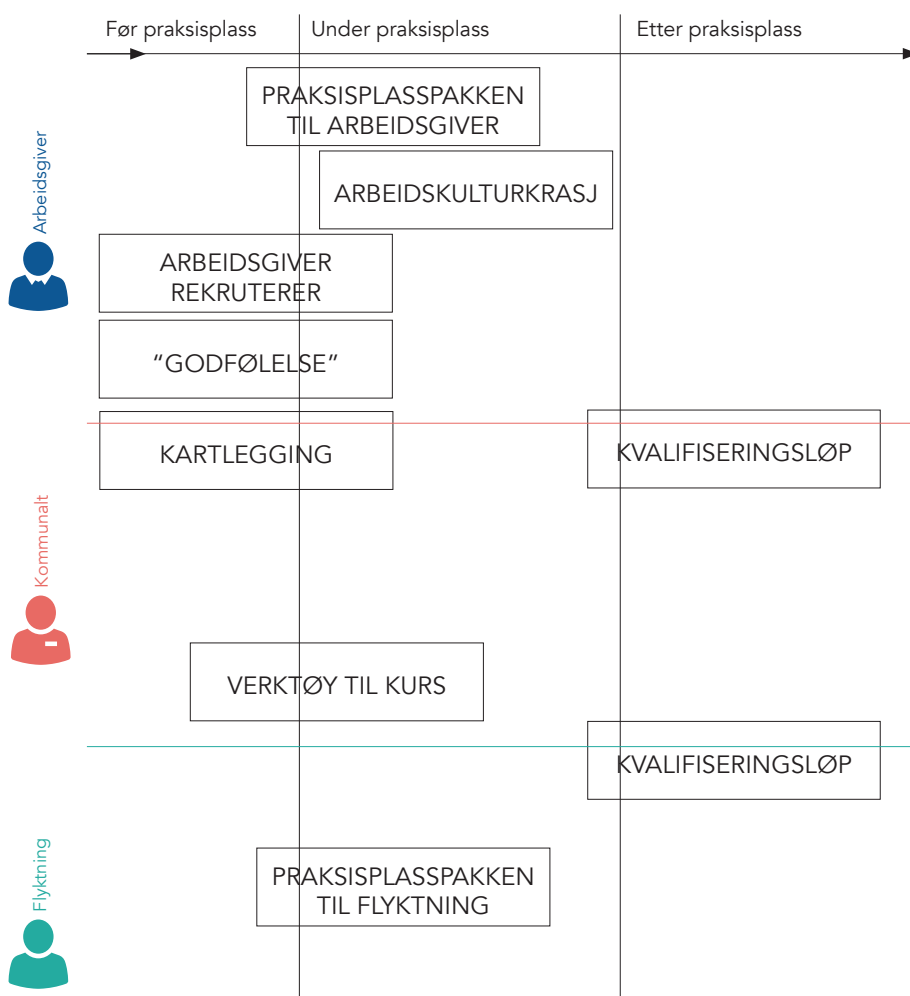 Før praksisplass
Under praksisplass
Etter praksisplass
PRAKSISPLASSPAKKEN
TIL ARBEIDSGIVER
ARBEIDSKULTURKRASJ
Arbeidsgiver
ARBEIDSGIVER
REKRUTERER
“GODFØLELSE”
KARTLEGGING
KVALIFISERINGSLØP
Kommunalt
VERKTØY TIL KURS
KVALIFISERINGSLØP
Flyktning
PRAKSISPLASSPAKKEN
TIL FLYKTNING